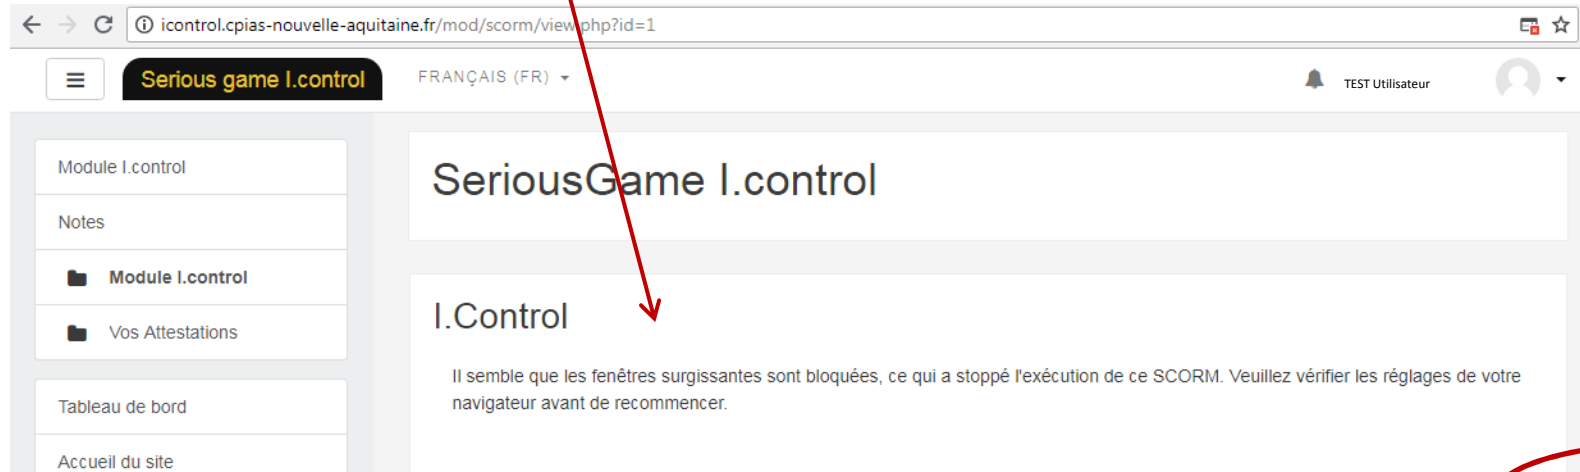 icontrol.cpias-nouvelle-aquitaine.fr/mod/scorm/view.php?id=1
Serious game I.control
FRANÇAIS (FR)
TEST Utilisateur
Module I.control
Notes
Module I.control
Vos Attestations
Tableau de bord
Accueil du site
SeriousGame I.control
I.Control
Il semble que les fenêtres surgissantes sont bloquées, ce qui a stoppé l'exécution de ce SCORM. Veuillez vérifier les réglages de votre
navigateur avant de recommencer.